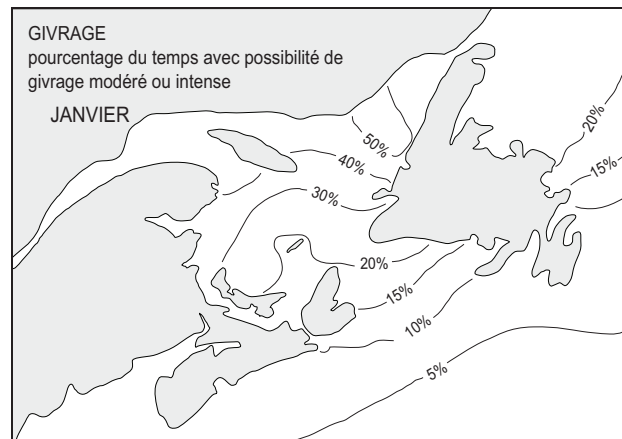 GIVRAGE
pourcentage du temps avec possibilité de
givrage modéré ou intense
JANVIER
20%
50%
40%
15%
30%
20%
15%
10%
5%